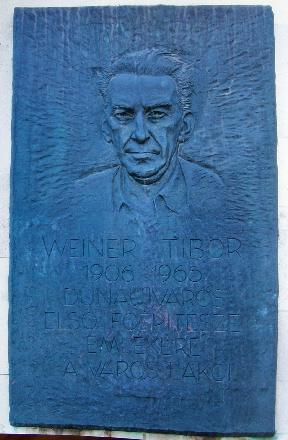 WEINER TIBOR
1906 1965
DUNAÚJVÁROS
ELSŐ FŐÉPÍTÉSZE
EMLÉKÉRE
A VÁROS LAKÓI